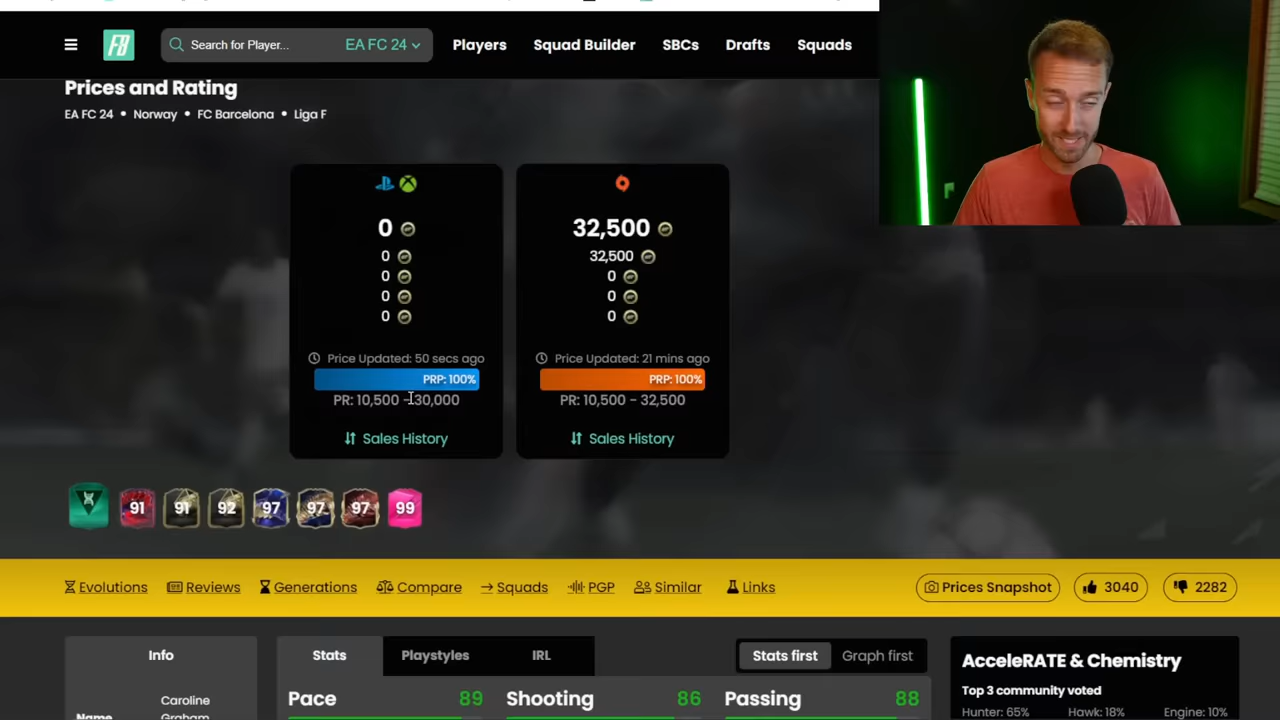 FB
Search for Player...
EA FC 24
Players
Squad Builder
SBCs
Drafts
Squads
Prices and Rating
EA FC 24 • Norway • FC Barcelona • Liga F
0
0
0
0
0
Price Updated: 50 secs ago
PRP: 100%
PR: 10,500 - 30,000
Sales History
32,500
32,500
0
0
0
Price Updated: 21 mins ago
PRP: 100%
PR: 10,500 - 32,500
Sales History
91
91
92
97
97
97
99
Evolutions
Reviews
Generations
Compare
Squads
PGP
Similar
Links
Prices Snapshot
3040
2282
Info
Caroline
Graham
Name
Stats
Playstyles
IRL
Stats first
Graph first
Pace 89
Shooting 86
Passing 88
AcceleRATE & Chemistry
Top 3 community voted
Hunter: 65%
Hawk: 18%
Engine: 10%